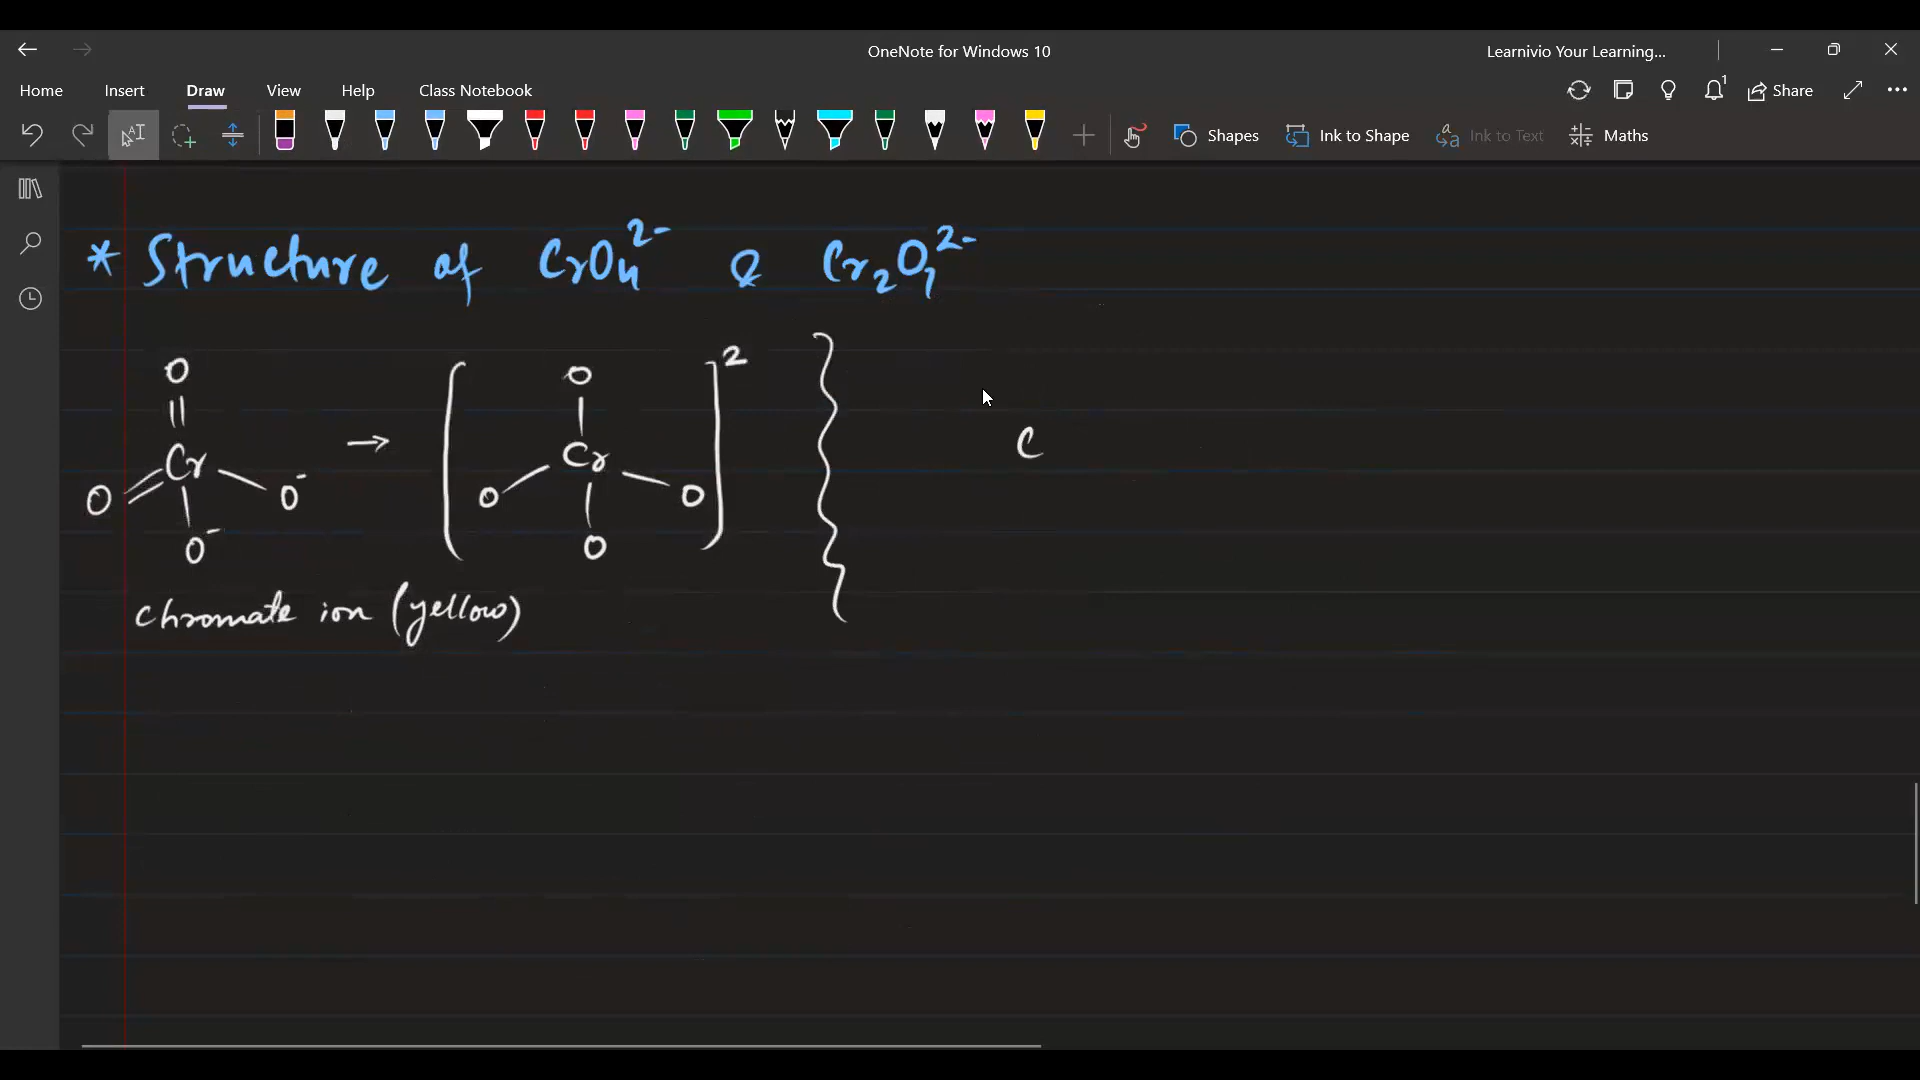 OneNote for Windows 10
Learnivio Your Learning...
Home Insert Draw View Help Class Notebook
1 Share
Shapes Ink to Shape Ink to Text Maths
* Structure of CrO4 2- & Cr2O7 2-
O
Cr
O O-
O-
→
[ O 2
Cr
O O
O ]
C
chromate ion (yellow)